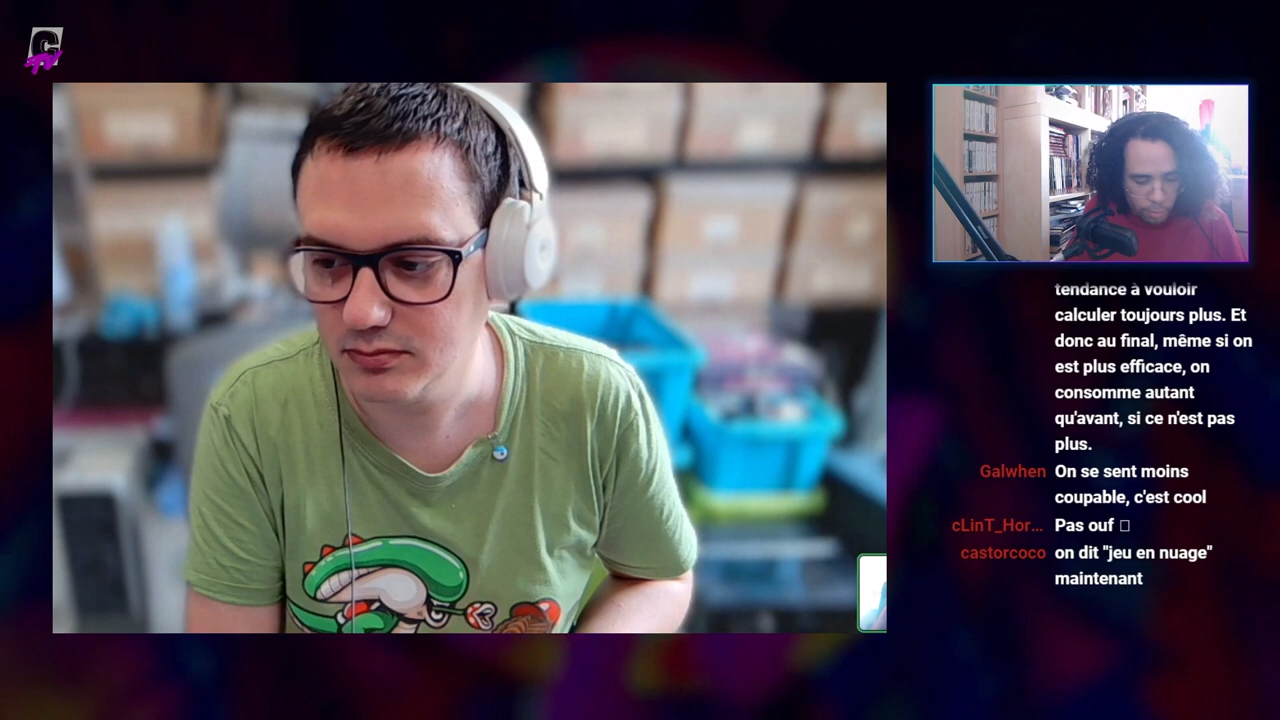 C
TV
tendance à vouloir
calculer toujours plus. Et
donc au final, même si on
est plus efficace, on
consomme autant
qu'avant, si ce n'est pas
plus.
Galwhen On se sent moins
coupable, c'est cool
cLinT_Hor... Pas ouf
castorcoco on dit "jeu en nuage"
maintenant